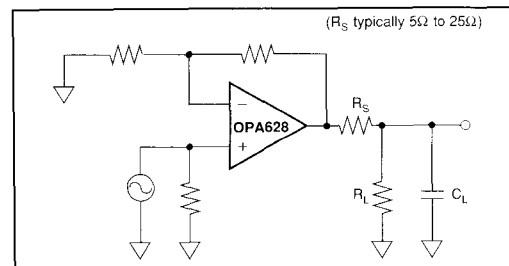 (R_S typically 5Ω to 25Ω)
−
OPA628
+
R_S
R_L
C_L